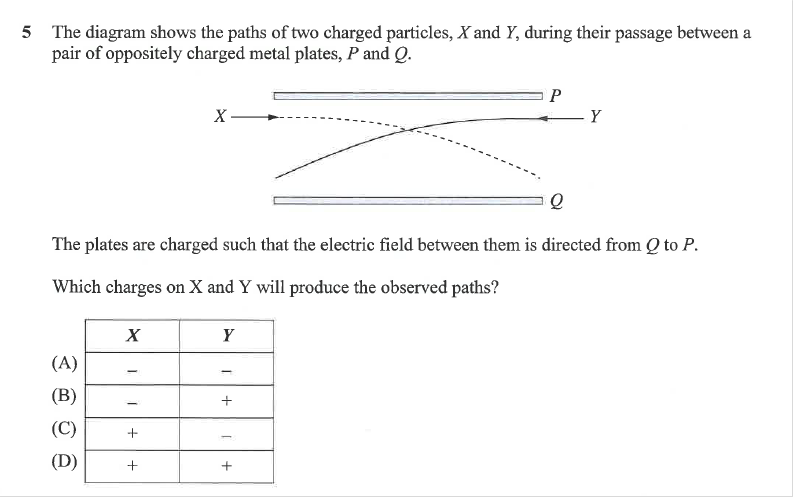 5 The diagram shows the paths of two charged particles, X and Y, during their passage between a
pair of oppositely charged metal plates, P and Q.
P
X
Y
Q
The plates are charged such that the electric field between them is directed from Q to P.
Which charges on X and Y will produce the observed paths?
X Y
(A) – –
(B) – +
(C) + –
(D) + +